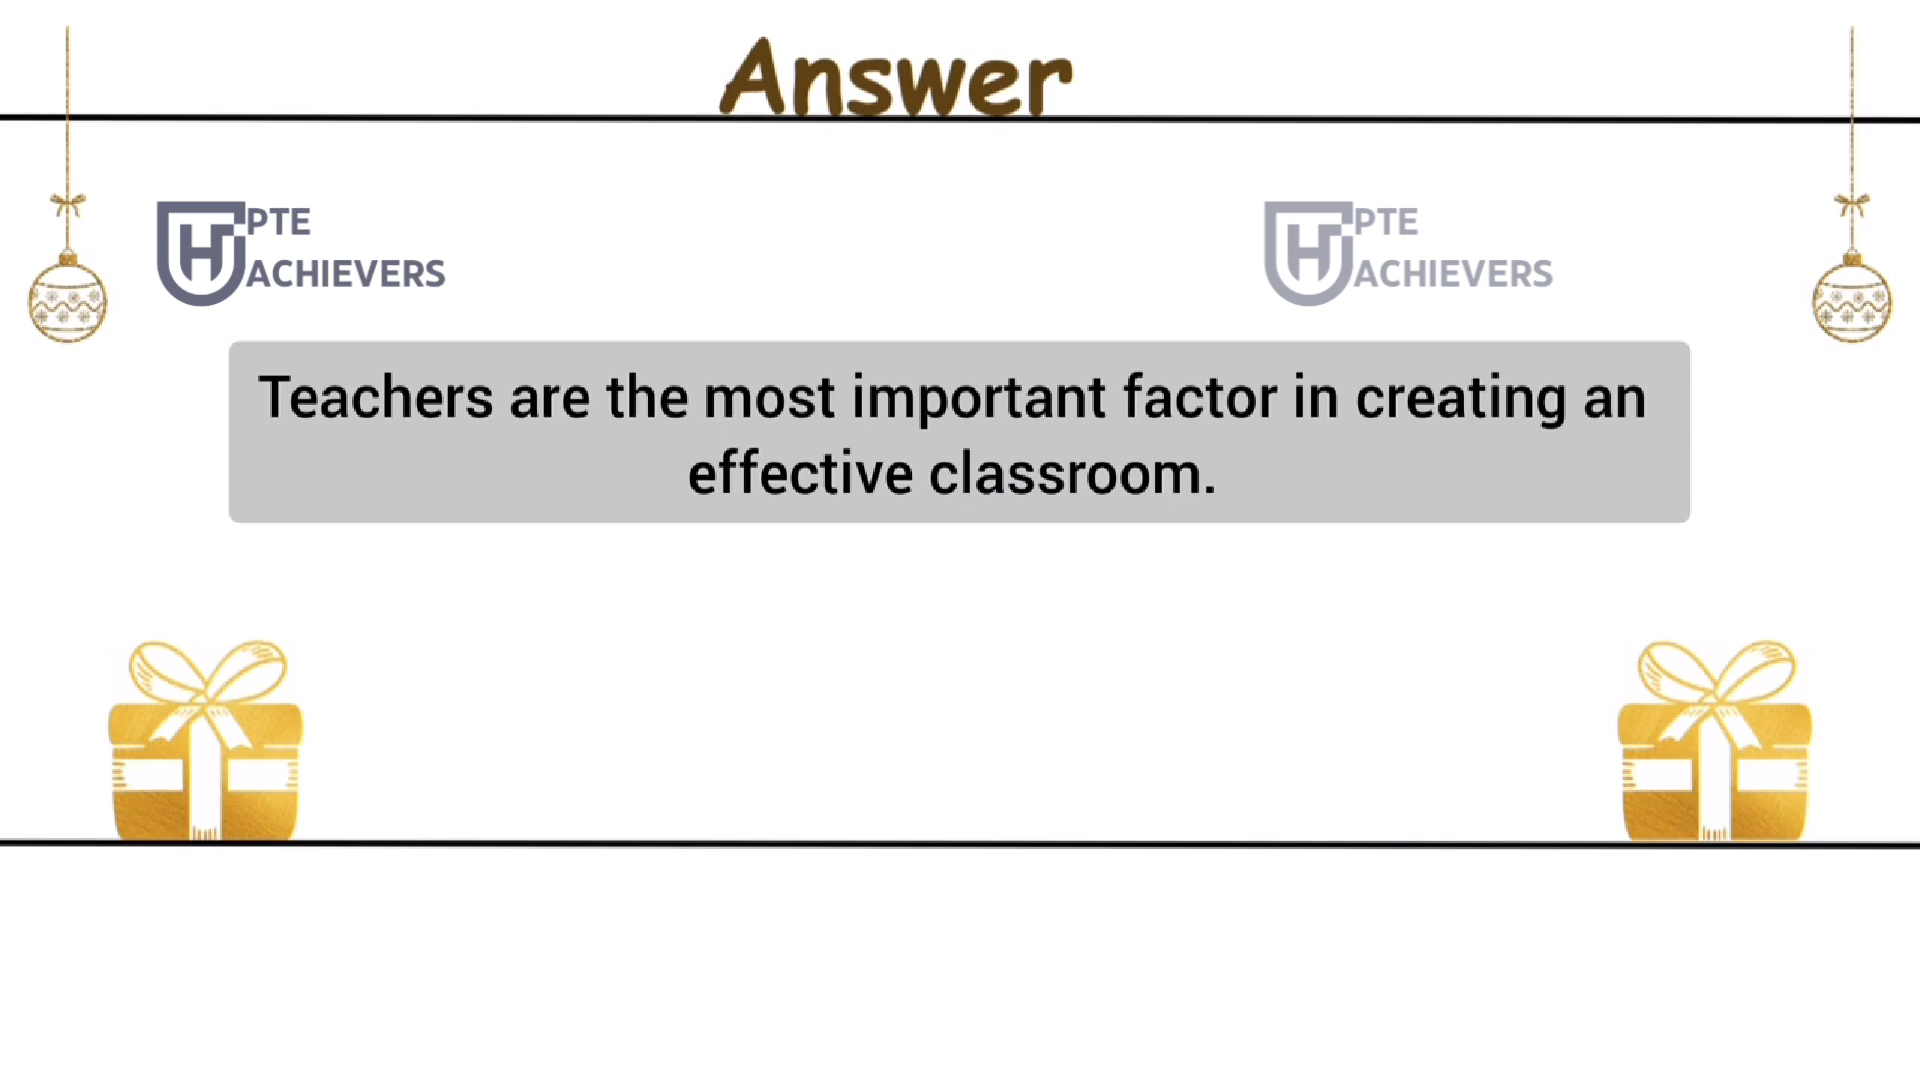 Answer
PTE
ACHIEVERS
PTE
ACHIEVERS
Teachers are the most important factor in creating an
effective classroom.